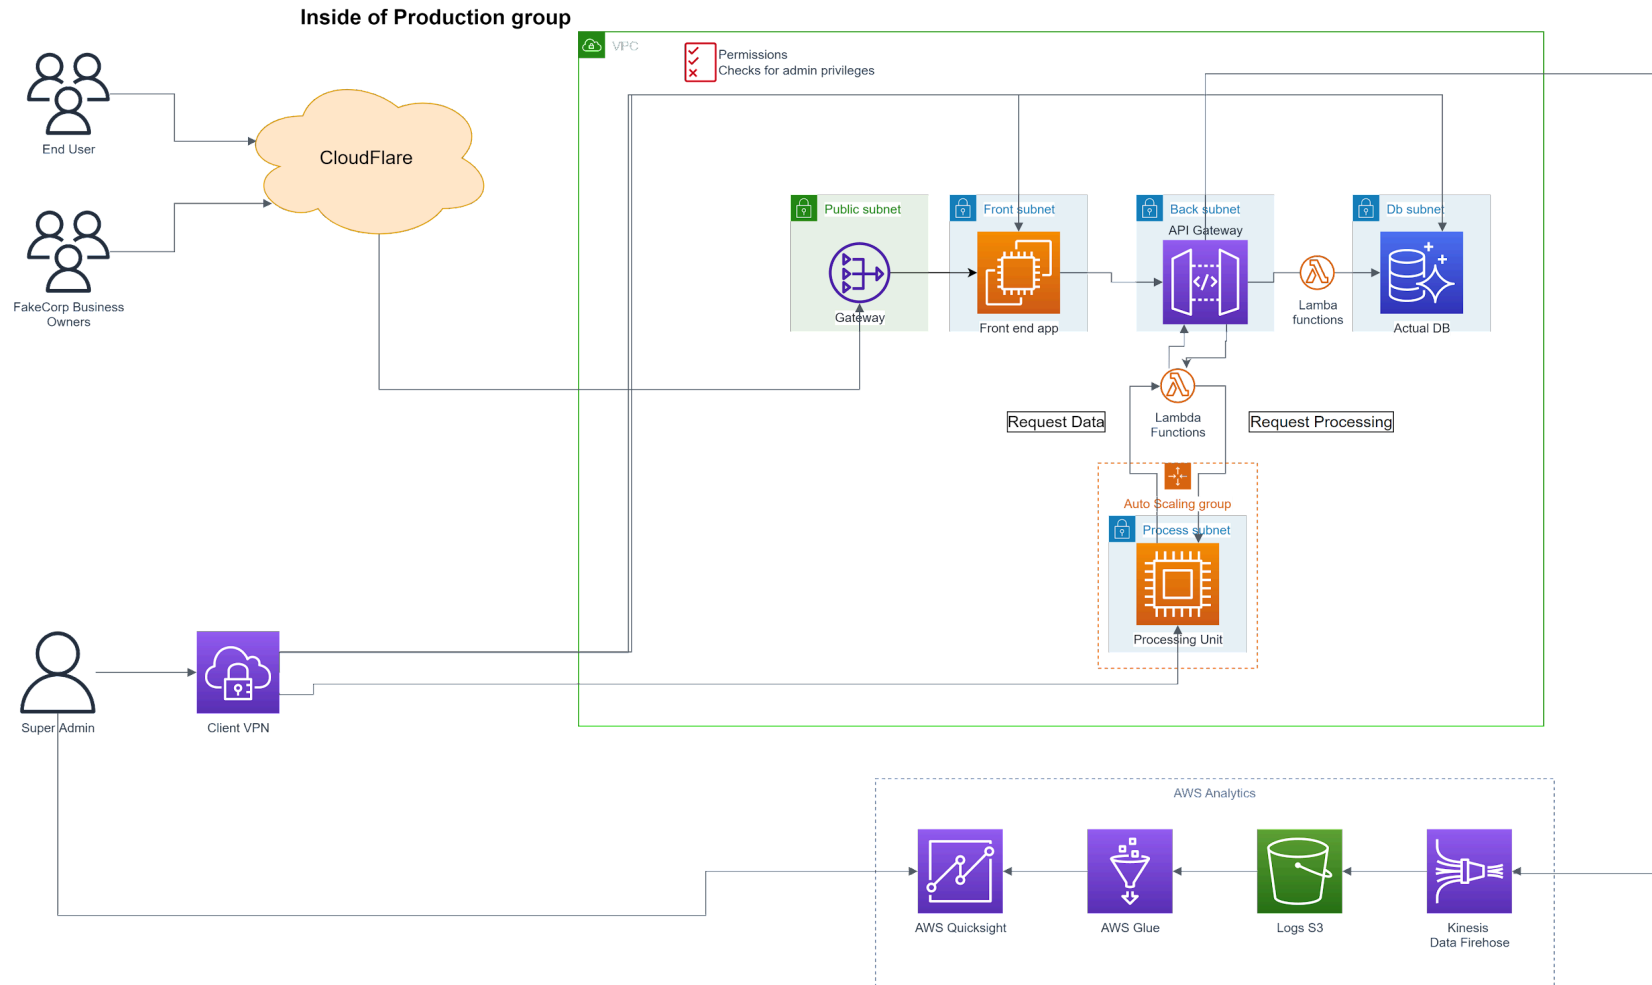 Inside of Production group
VPC
Permissions
Checks for admin privileges
End User
CloudFlare
FakeCorp Business
Owners
Public subnet
Gateway
Front subnet
Front end app
Back subnet
API Gateway
Lamba
functions
Db subnet
Actual DB
Request Data
Lambda
Functions
Request Processing
Auto Scaling group
Process subnet
Processing Unit
Super Admin
Client VPN
AWS Analytics
AWS Quicksight
AWS Glue
Logs S3
Kinesis
Data Firehose